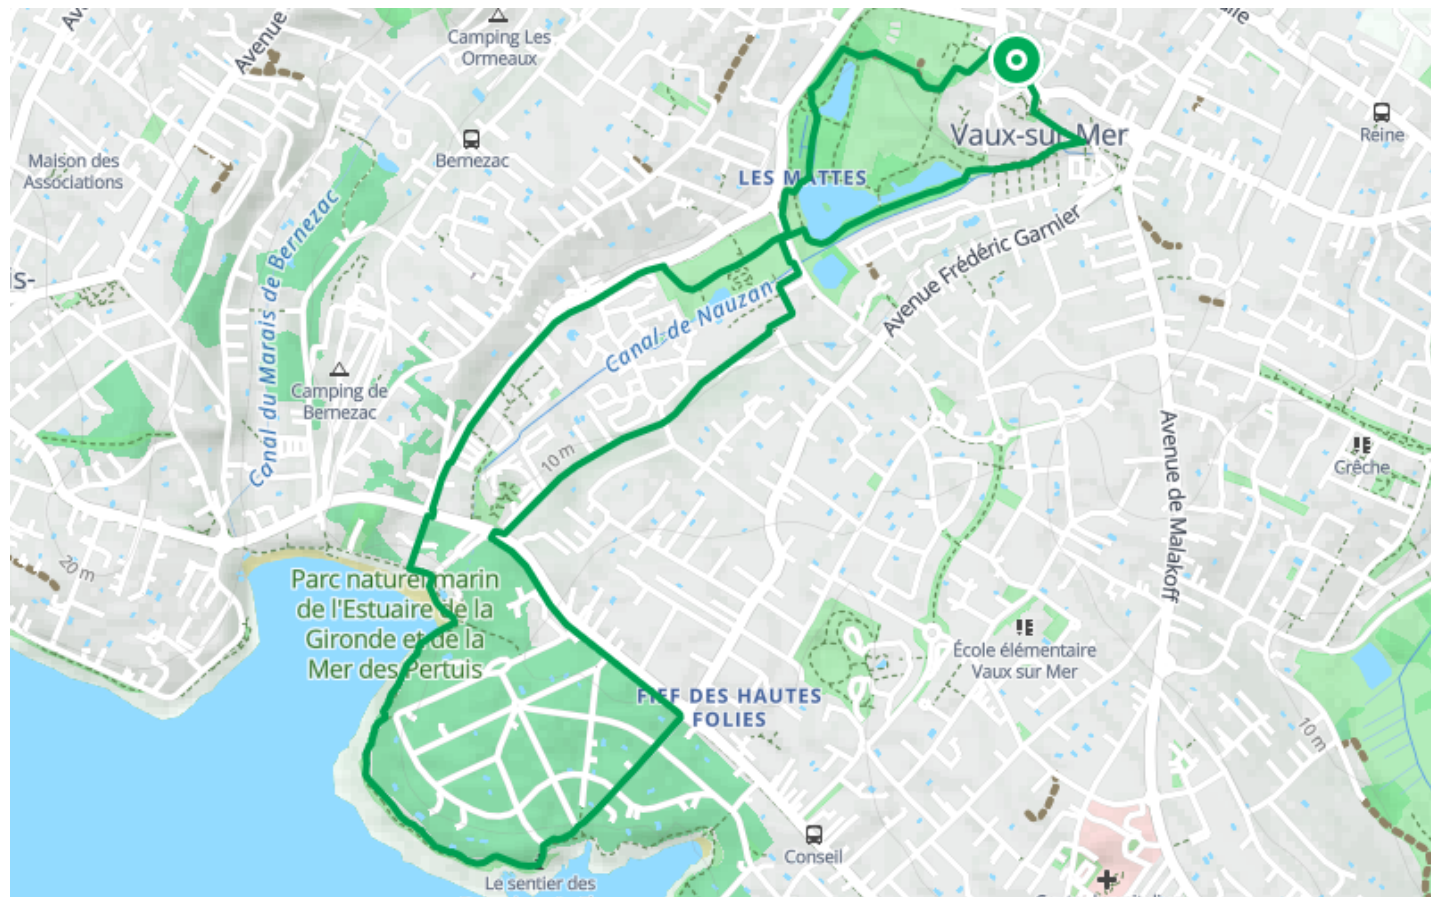 Av
Avenue
Camping Les
Ormeaux
Reine
Vaux-sur-Mer
Bernezac
Maison des
Associations
LES MATTES
Canal du Marais de Bernezac
Avenue Frédéric Garnier
is-
Canal de Nauzan
Camping de
Bernezac
10 m
Avenue de Malakoff
Crèche
20 m
Parc naturel marin
de l'Estuaire de la
Gironde et de la
Mer des Pertuis
École élémentaire
Vaux sur Mer
FIEF DES HAUTES
FOLIES
10 m
Conseil
Le sentier des